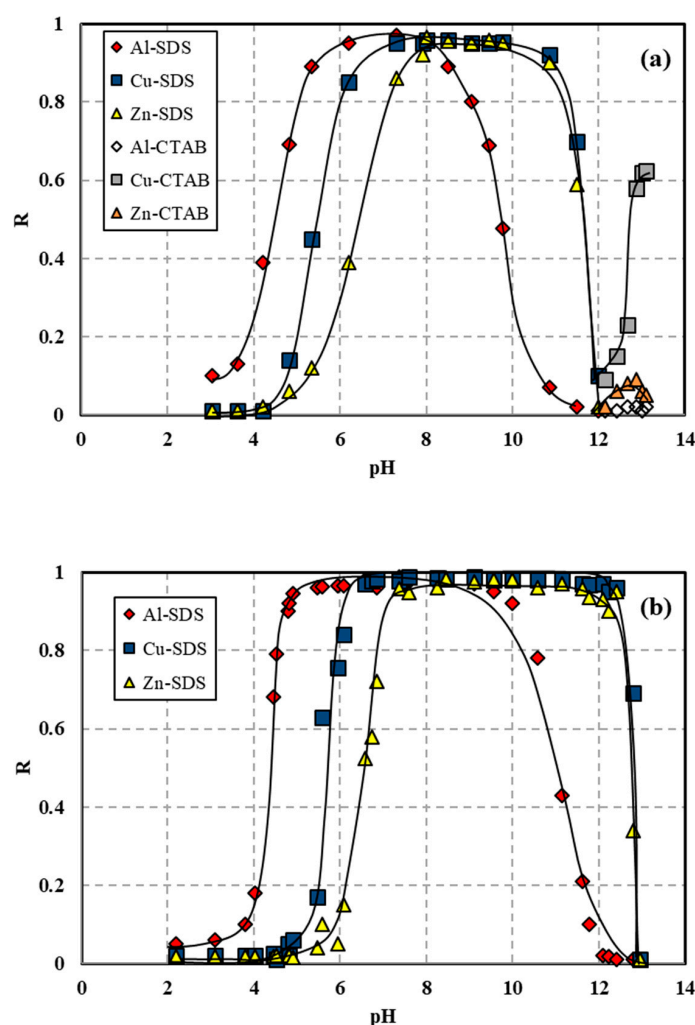 1
(a)
Al-SDS
Cu-SDS
0.8
Zn-SDS
Al-CTAB
0.6
Cu-CTAB
R
Zn-CTAB
0.4
0.2
0
0 2 4 6 8 10 12 14
pH
1
(b)
Al-SDS
0.8
Cu-SDS
Zn-SDS
0.6
R
0.4
0.2
0
0 2 4 6 8 10 12 14
pH